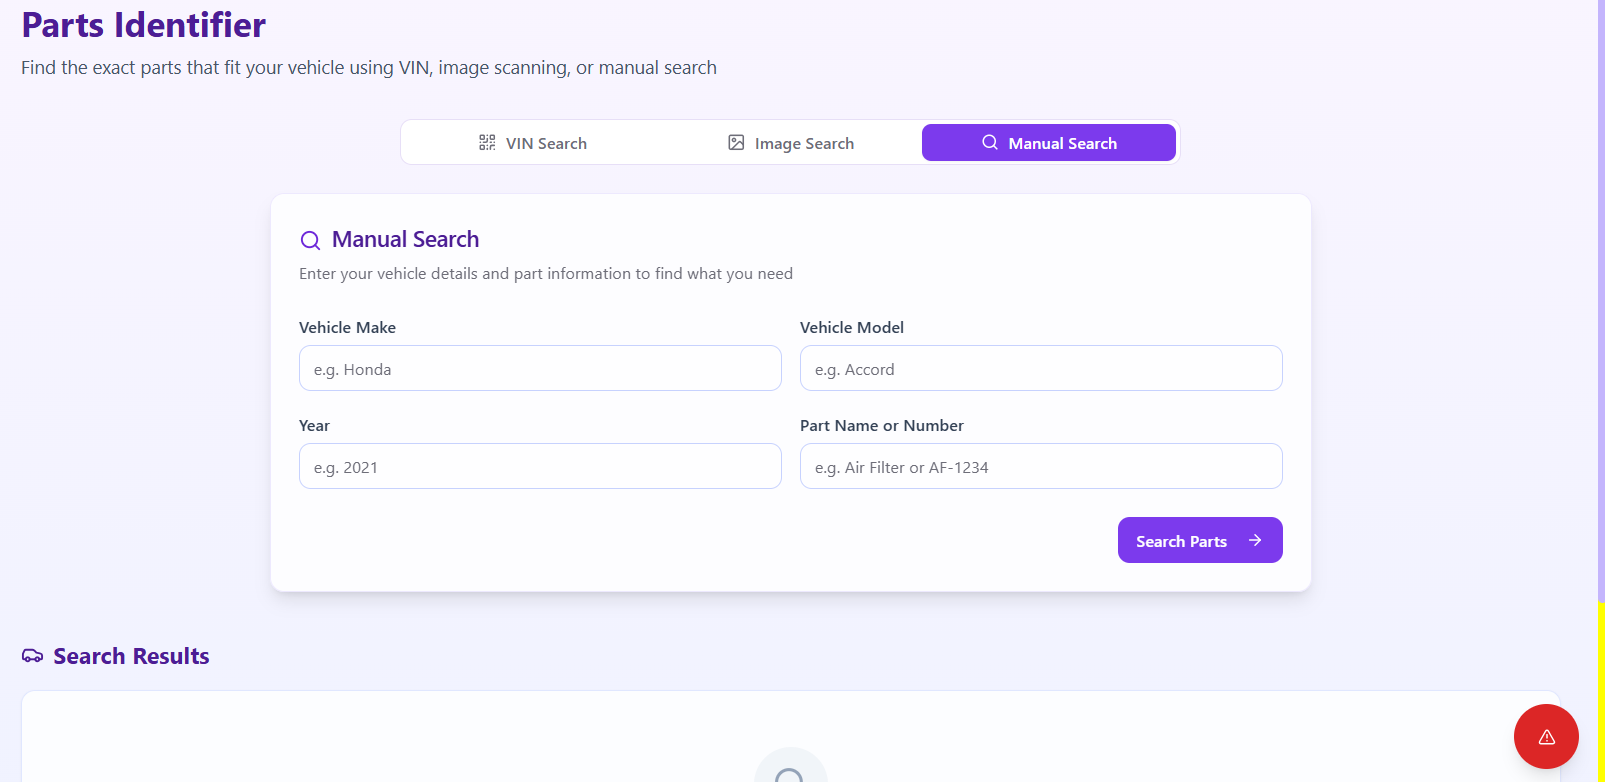 Parts Identifier
Find the exact parts that fit your vehicle using VIN, image scanning, or manual search
VIN Search
Image Search
Manual Search
Manual Search
Enter your vehicle details and part information to find what you need
Vehicle Make
Vehicle Model
e.g. Honda
e.g. Accord
Year
Part Name or Number
e.g. 2021
e.g. Air Filter or AF-1234
Search Parts
Search Results